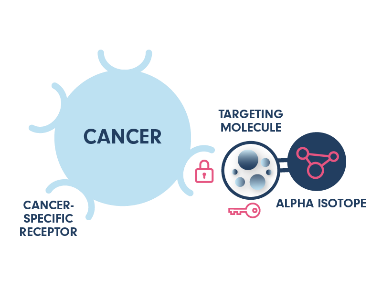 TARGETING
MOLECULE
CANCER
CANCER-
SPECIFIC
RECEPTOR
ALPHA ISOTOPE